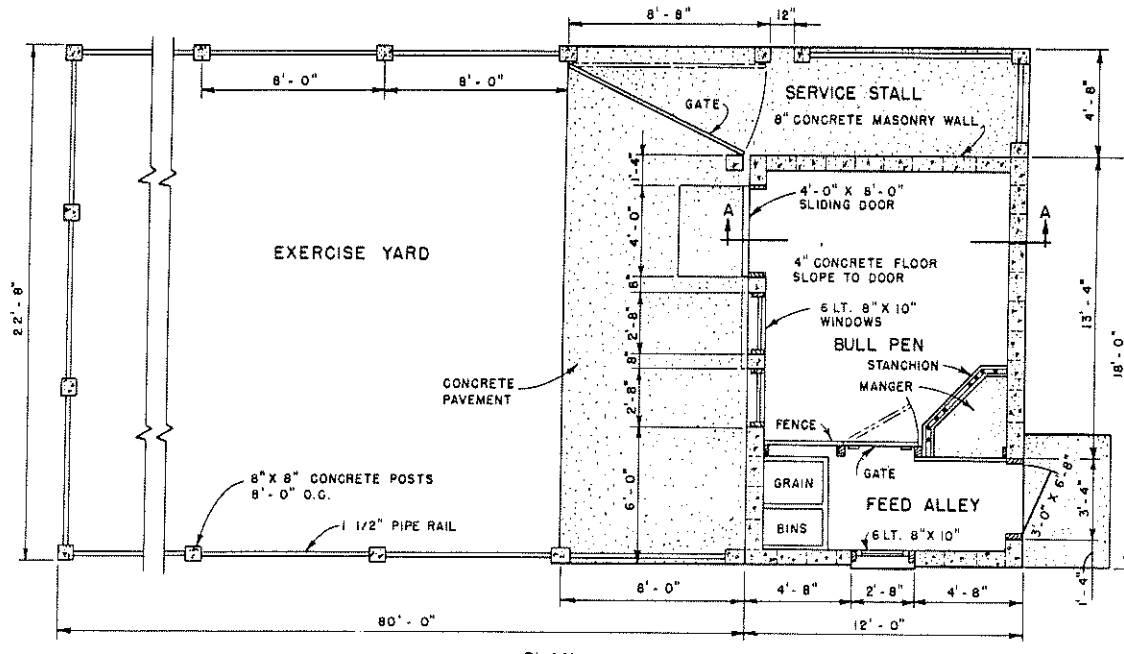 8'-8"
12"
8'-0"
8'-0"
GATE
SERVICE STALL
8" CONCRETE MASONRY WALL
4'-8"
1'-4"
4'-0" X 8'-0"
SLIDING DOOR
A
A
4'-0"
EXERCISE YARD
4" CONCRETE FLOOR
SLOPE TO DOOR
22'-8"
8"
6 LT. 8" X 10"
WINDOWS
2'-8"
13'-4"
BULL PEN
18'-0"
STANCHION
MANGER
8"
CONCRETE
PAVEMENT
2'-8"
FENCE
GATE
8" X 8" CONCRETE POSTS
8'-0" O.C.
GRAIN
6'-0"
FEED ALLEY
3'-0" X 6'-8"
3'-4"
1 1/2" PIPE RAIL
BINS
6 LT. 8" X 10"
1'-4"
8'-0"
4'-8"
2'-8"
4'-8"
80'-0"
12'-0"